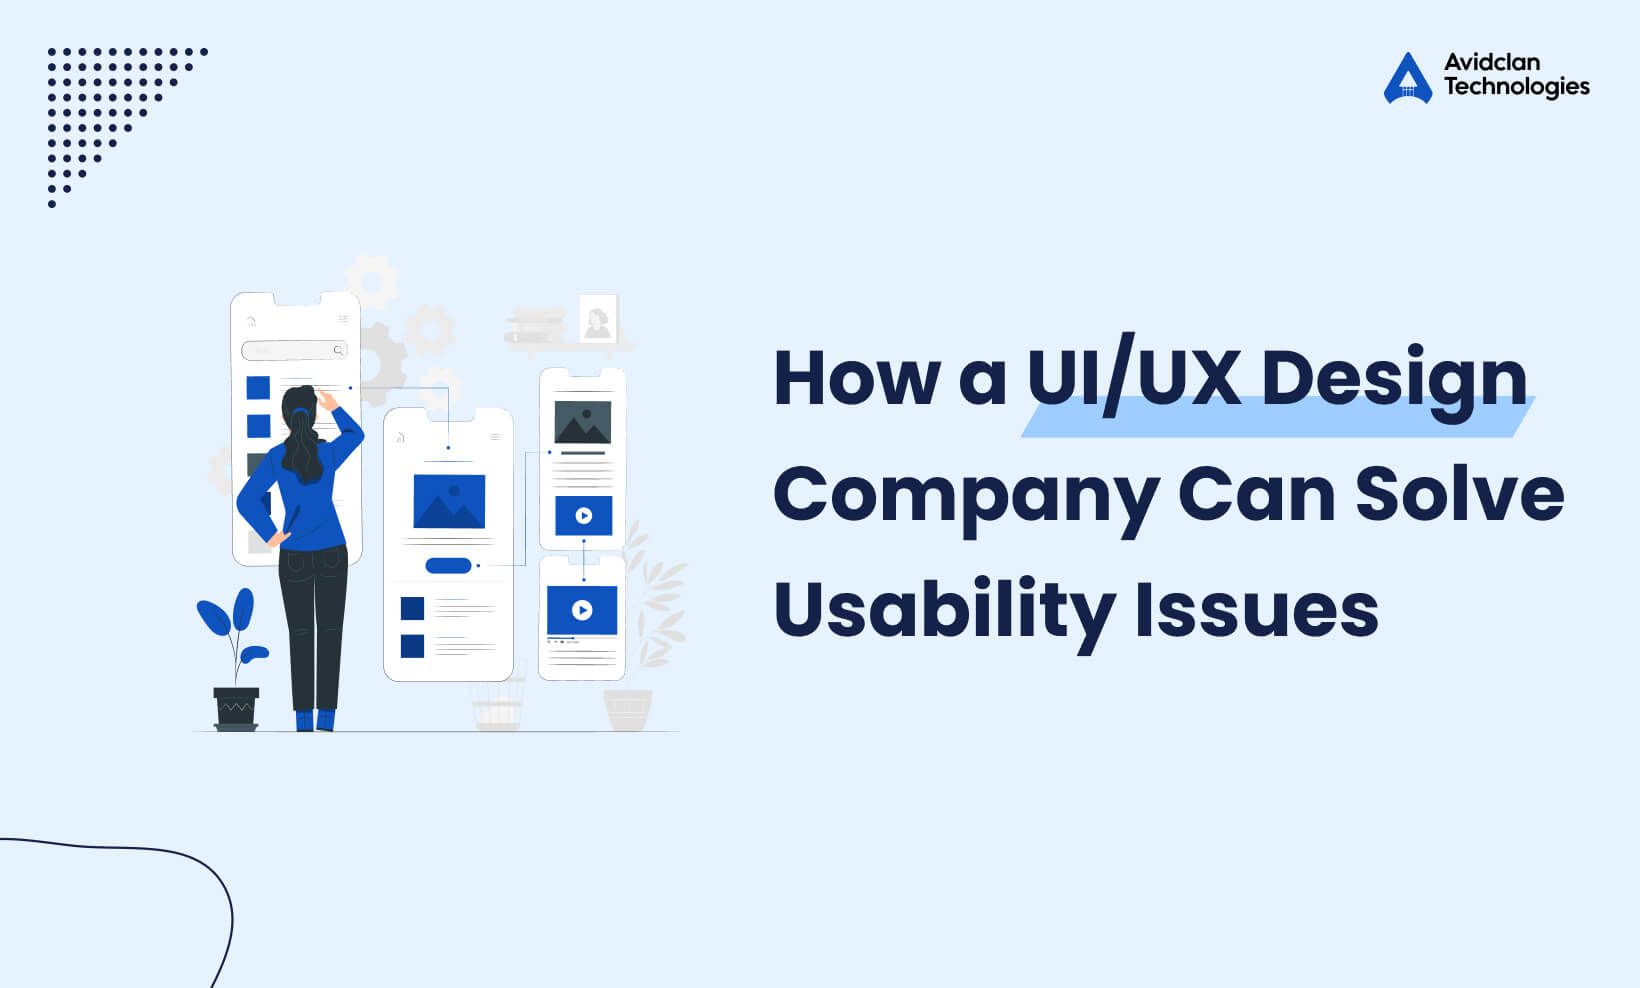 Avidclan
Technologies
How a UI/UX Design
Company Can Solve
Usability Issues